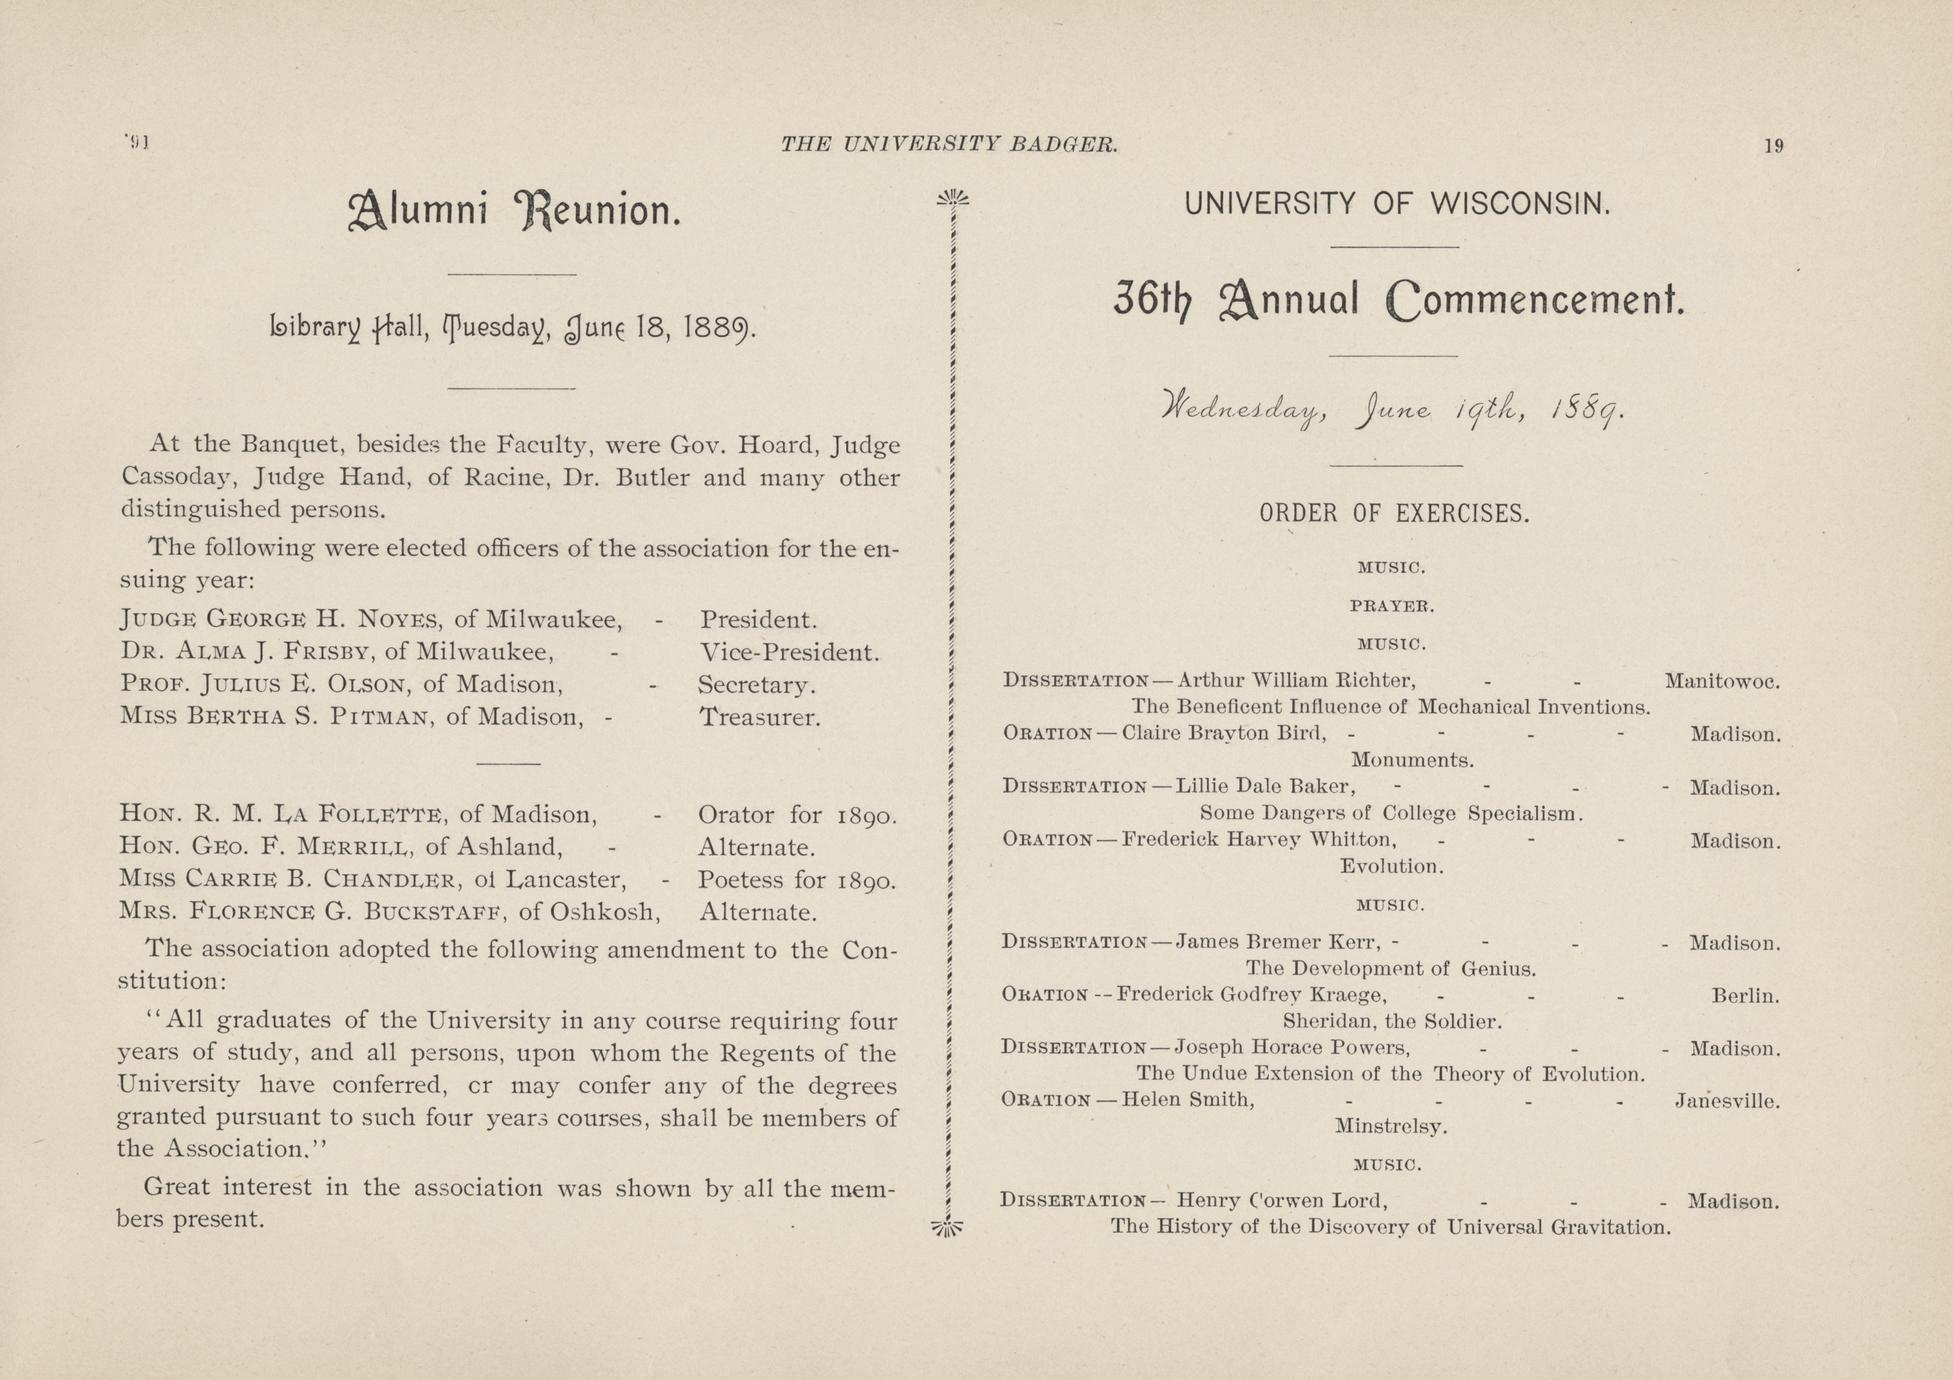 '91
THE UNIVERSITY BADGER.
19
Alumni Reunion.
Library Hall, Tuesday, June 18, 1889.
At the Banquet, besides the Faculty, were Gov. Hoard, Judge
Cassoday, Judge Hand, of Racine, Dr. Butler and many other
distinguished persons.
The following were elected officers of the association for the en-
suing year:
JUDGE GEORGE H. NOYES, of Milwaukee, - President.
DR. ALMA J. FRISBY, of Milwaukee, - Vice-President.
PROF. JULIUS E. OLSON, of Madison, - Secretary.
MISS BERTHA S. PITMAN, of Madison, - Treasurer.
HON. R. M. LA FOLLETTE, of Madison, - Orator for 1890.
HON. GEO. F. MERRILL, of Ashland, - Alternate.
MISS CARRIE B. CHANDLER, of Lancaster, - Poetess for 1890.
MRS. FLORENCE G. BUCKSTAFF, of Oshkosh, Alternate.
The association adopted the following amendment to the Con-
stitution:
"All graduates of the University in any course requiring four
years of study, and all persons, upon whom the Regents of the
University have conferred, cr may confer any of the degrees
granted pursuant to such four years courses, shall be members of
the Association."
Great interest in the association was shown by all the mem-
bers present.
UNIVERSITY OF WISCONSIN.
36th Annual Commencement.
Wednesday, June 19th, 1889.
ORDER OF EXERCISES.
MUSIC.
PRAYER.
MUSIC.
DISSERTATION — Arthur William Richter, - - Manitowoc.
The Beneficent Influence of Mechanical Inventions.
ORATION — Claire Brayton Bird, - - - - Madison.
Monuments.
DISSERTATION — Lillie Dale Baker, - - - - Madison.
Some Dangers of College Specialism.
ORATION — Frederick Harvey Whitton, - - - Madison.
Evolution.
MUSIC.
DISSERTATION — James Bremer Kerr, - - - - Madison.
The Development of Genius.
ORATION -- Frederick Godfrey Kraege, - - - Berlin.
Sheridan, the Soldier.
DISSERTATION — Joseph Horace Powers, - - - Madison.
The Undue Extension of the Theory of Evolution.
ORATION — Helen Smith, - - - - Janesville.
Minstrelsy.
MUSIC.
DISSERTATION — Henry Corwen Lord, - - - Madison.
The History of the Discovery of Universal Gravitation.